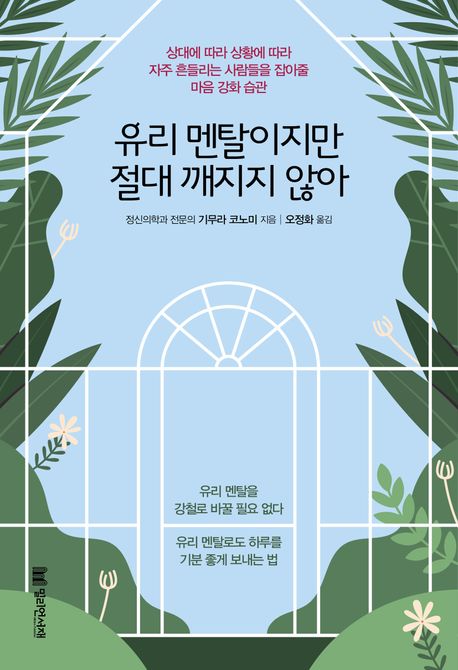 상대에 따라 상황에 따라
자주 흔들리는 사람들을 잡아줄
마음 강화 습관
유리 멘탈이지만
절대 깨지지 않아
정신의학과 전문의 기무라 코노미 지음 | 오정화 옮김
유리 멘탈을
강철로 바꿀 필요 없다
유리 멘탈로도 하루를
기분 좋게 보내는 법
밀리언서재